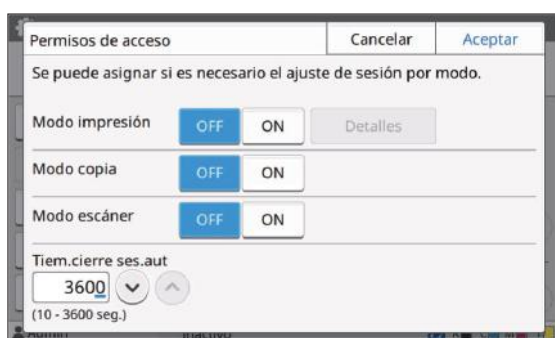 Permisos de acceso Cancelar Aceptar
Se puede asignar si es necesario el ajuste de sesión por modo.
Modo impresión OFF ON Detalles
Modo copia OFF ON
Modo escáner OFF ON
Tiem.cierre ses.aut
3600
(10 - 3600 seg.)